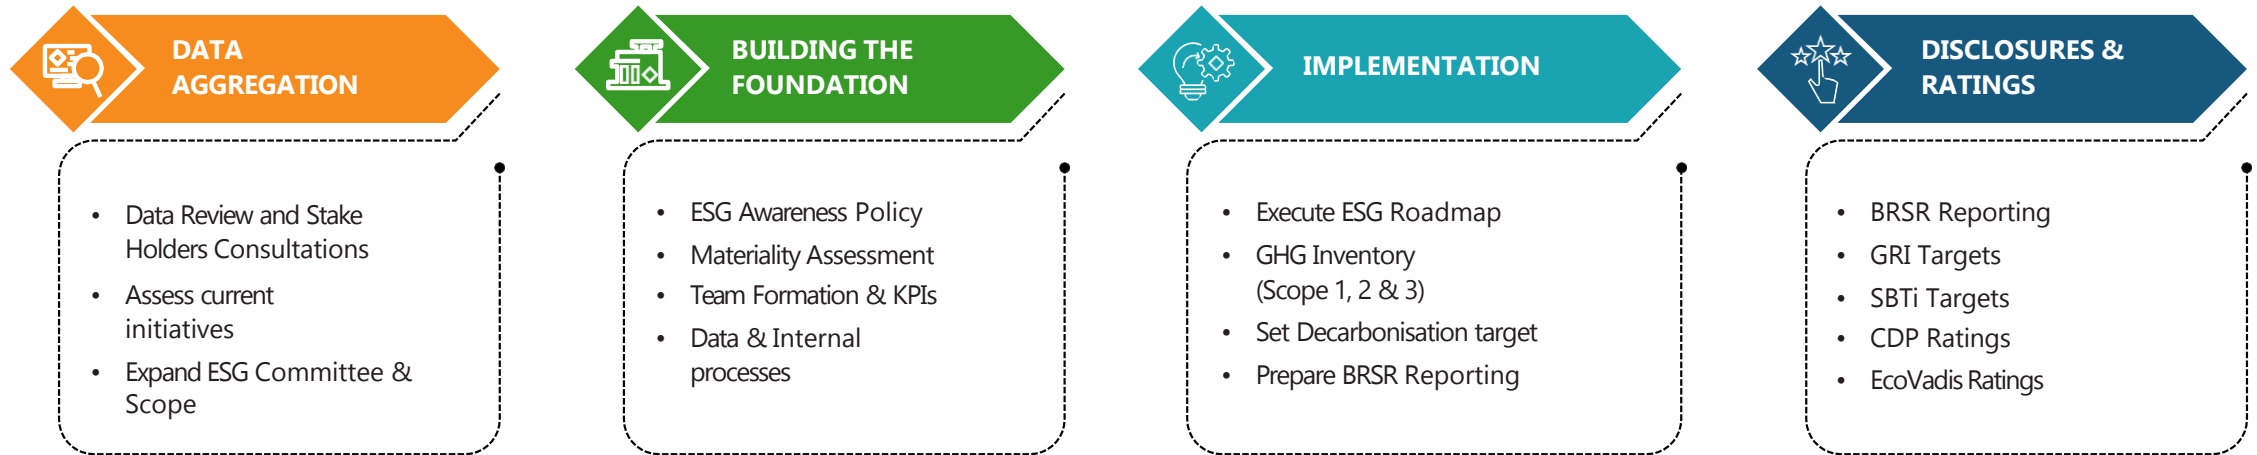 DATA
AGGREGATION
• Data Review and Stake
Holders Consultations
• Assess current
initiatives
• Expand ESG Committee &
Scope
BUILDING THE
FOUNDATION
• ESG Awareness Policy
• Materiality Assessment
• Team Formation & KPIs
• Data & Internal
processes
IMPLEMENTATION
• Execute ESG Roadmap
• GHG Inventory
(Scope 1, 2 & 3)
• Set Decarbonisation target
• Prepare BRSR Reporting
DISCLOSURES &
RATINGS
• BRSR Reporting
• GRI Targets
• SBTi Targets
• CDP Ratings
• EcoVadis Ratings